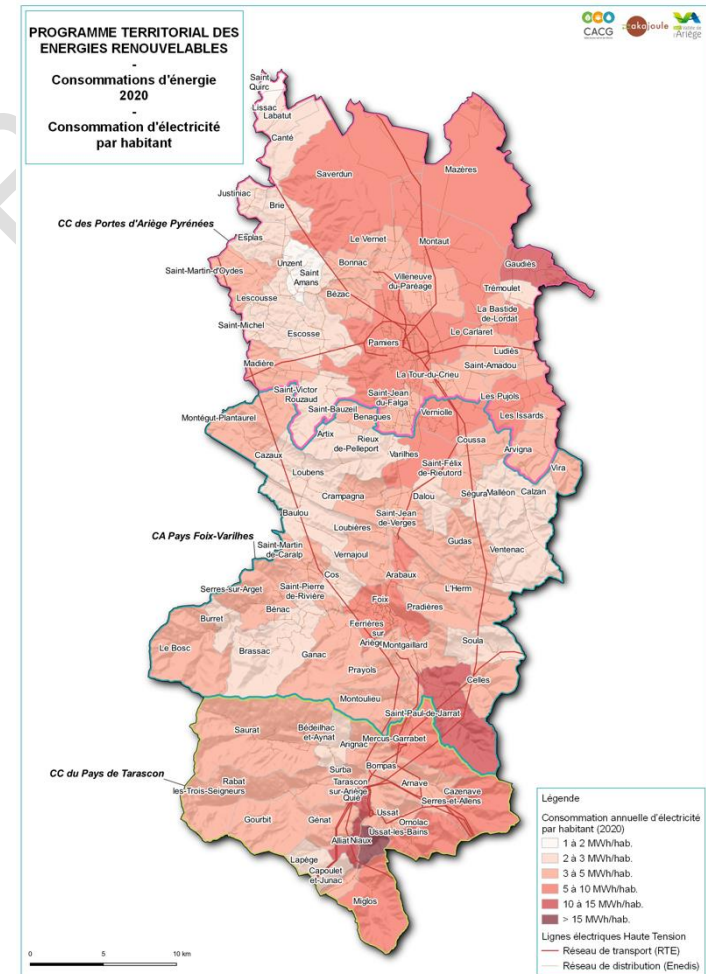 PROGRAMME TERRITORIAL DES
ENERGIES RENOUVELABLES
-
Consommations d'énergie
2020
-
Consommation d'électricité
par habitant
CACG
akajoule
Ariège
Saint
Quirc
Lissac
Labatut
Canté
Saverdun
Mazères
Justiniac
Brie
CC des Portes d'Ariège Pyrénées
Esplas
Le Vernet
Montaut
Unzent
Bonnac
Gaudiès
Saint-Martin-d'Oydes
Saint
Amans
Villeneuve
du-Paréage
Trémoulet
Lescousse
Bézac
La Bastide
de-Lordat
Saint-Michel
Escosse
Le Carlaret
Pamiers
Ludiès
Madière
Saint-Amadou
La Tour-du-Crieu
Saint-Victor
Rouzaud
Saint-Jean
du-Falga
Les Pujols
Saint-Bauzeil
Benagues
Verniolle
Les Issards
Montégut-Plantaurel
Artix
Rieux
de-Pelleport
Coussa
Arvigna
Cazaux
Varilhes
Vira
Loubens
Saint-Félix
de-Rieutord
Crampagna
Dalou
Ségura
Malléon
Calzan
Baulou
Saint-Jean
de-Verges
Loubières
Gudas
CA Pays Foix-Varilhes
Saint-Martin
de-Caralp
Vernajoul
Ventenac
Cos
Arabaux
Serres-sur-Arget
Saint-Pierre
de-Rivière
L'Herm
Foix
Bénac
Pradières
Burret
Ferrières
sur
Ariège
Montgaillard
Soula
Le Bosc
Brassac
Ganac
Prayols
Celles
Montoulieu
Saint-Paul-de-Jarrat
Saurat
Bédeilhac
et-Aynat
Arignac
Mercus-Garrabet
Surba
Bompas
CC du Pays de Tarascon
Rabat
les-Trois-Seigneurs
Tarascon
sur-Ariège
Quié
Arnave
Cazenave
Serres-et-Allens
Gourbit
Génat
Ussat
Ornolac
Ussat-les-Bains
Alliat
Niaux
Lapège
Capoulet
et-Junac
Miglos
Légende
Consommation annuelle d'électricité
par habitant (2020)
1 à 2 MWh/hab.
2 à 3 MWh/hab.
3 à 5 MWh/hab.
5 à 10 MWh/hab.
10 à 15 MWh/hab.
> 15 MWh/hab.
Lignes électriques Haute Tension
Réseau de transport (RTE)
Réseau de distribution (Enedis)
0 5 10 km